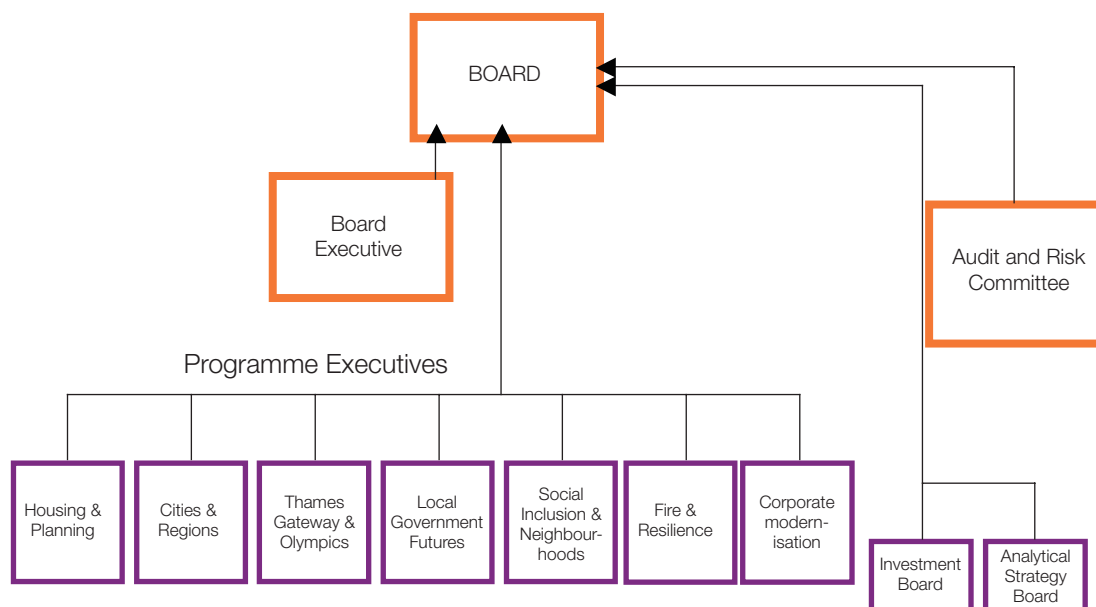 BOARD
Board
Executive
Audit and Risk
Committee
Programme Executives
Housing &
Planning
Cities &
Regions
Thames
Gateway &
Olympics
Local
Government
Futures
Social
Inclusion &
Neighbour-
hoods
Fire &
Resilience
Corporate
modern-
isation
Investment
Board
Analytical
Strategy
Board